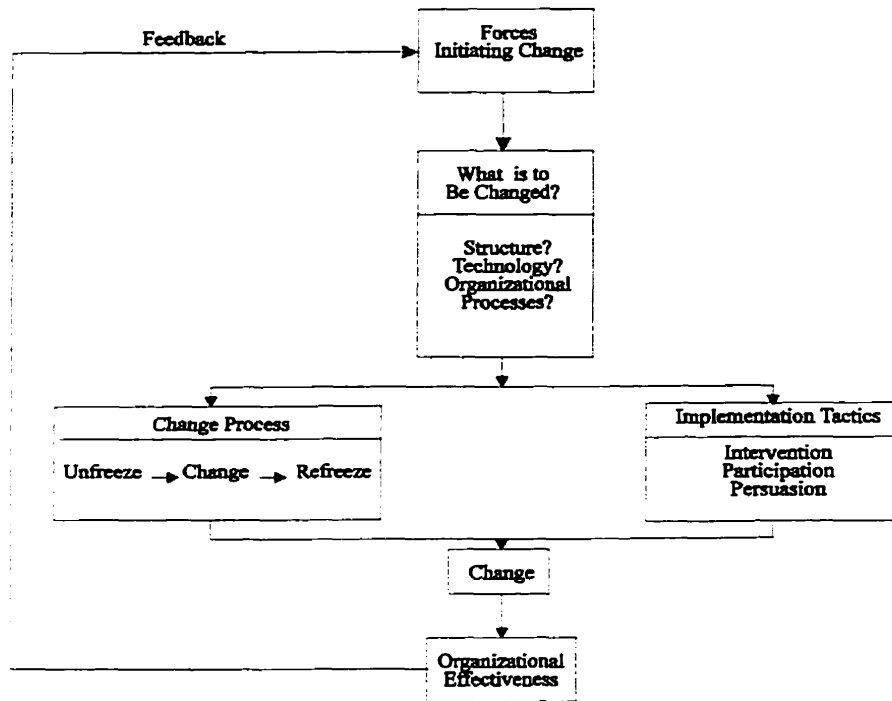 Feedback
Forces
Initiating Change
What is to
Be Changed?
Structure?
Technology?
Organizational
Processes?
Change Process
Unfreeze → Change → Refreeze
Implementation Tactics
Intervention
Participation
Persuasion
Change
Organizational
Effectiveness